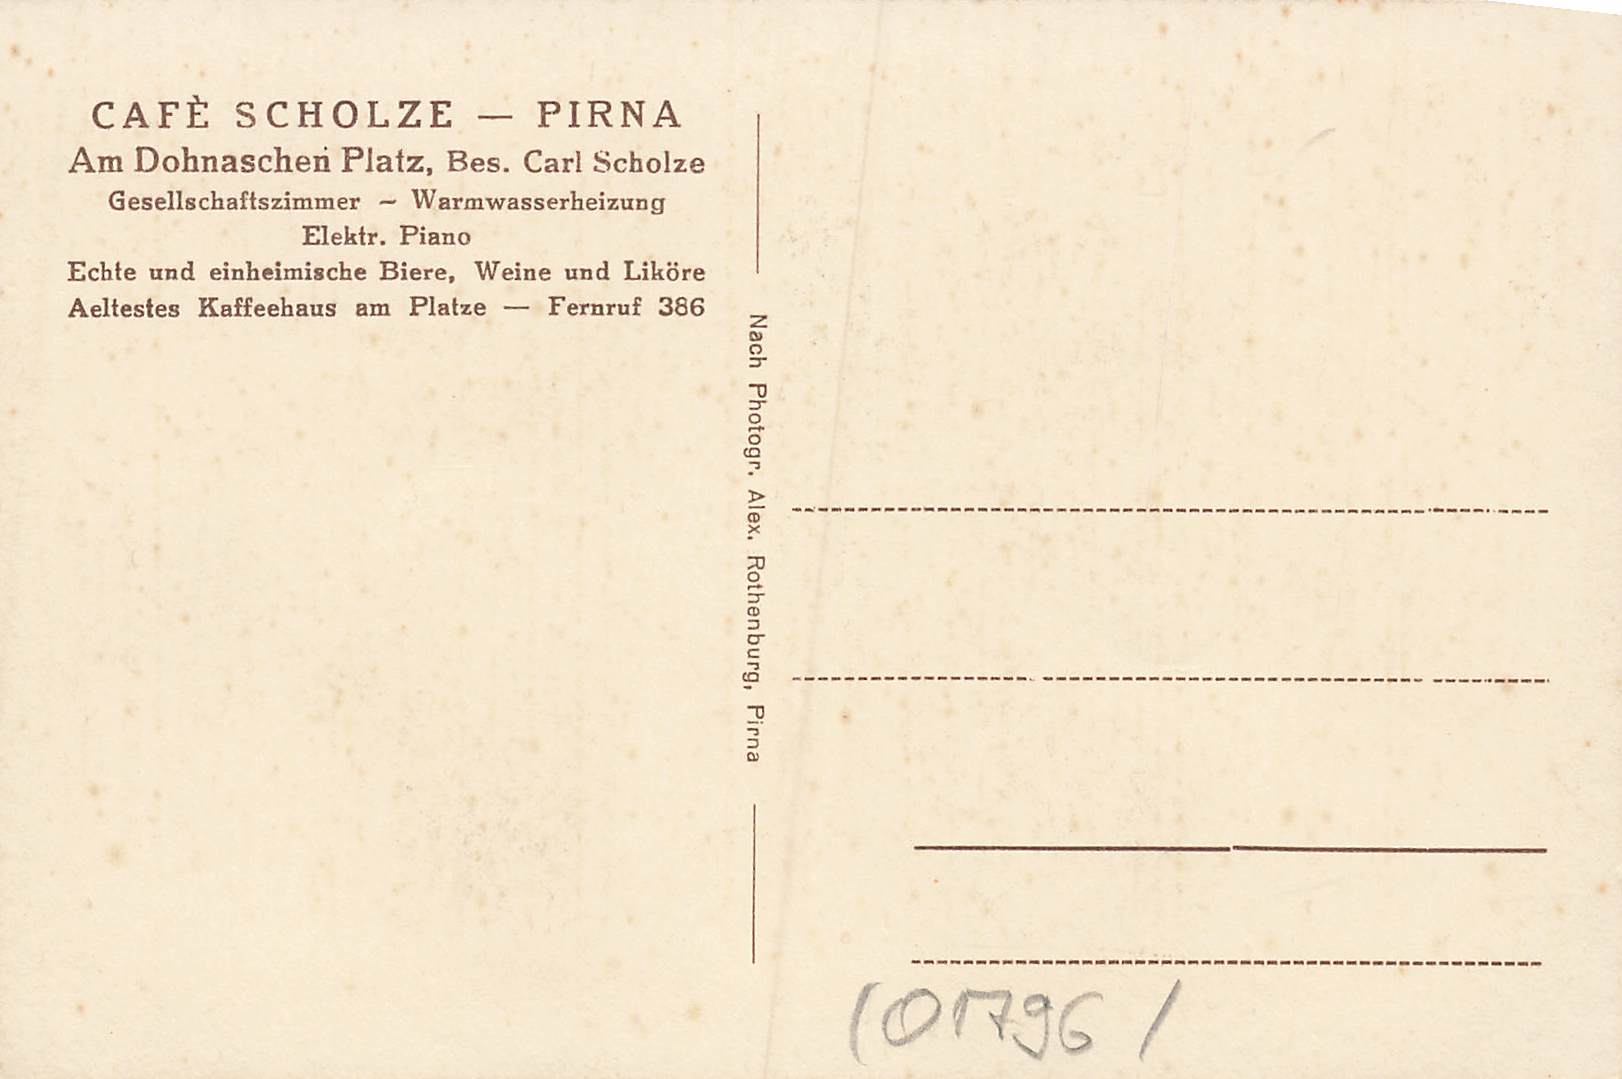 CAFÈ SCHOLZE — PIRNA
Am Dohnaschen Platz, Bes. Carl Scholze
Gesellschaftszimmer ~ Warmwasserheizung
Elektr. Piano
Echte und einheimische Biere, Weine und Liköre
Aeltestes Kaffeehaus am Platze — Fernruf 386
Nach Photogr. Alex. Rothenburg, Pirna
(01796/